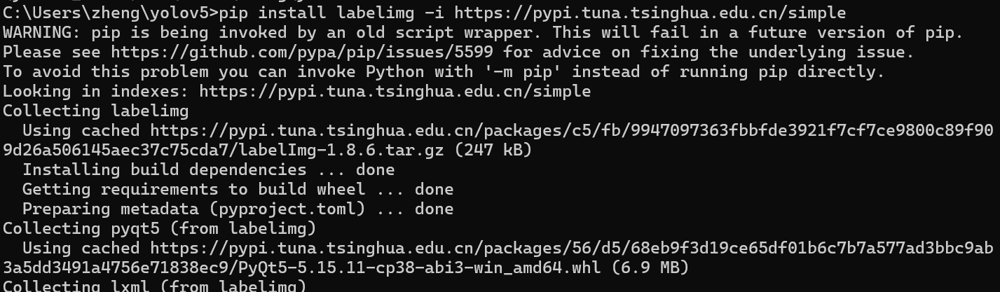 C:\Users\zheng\yolov5>pip install labelimg -i https://pypi.tuna.tsinghua.edu.cn/simple
WARNING: pip is being invoked by an old script wrapper. This will fail in a future version of pip.
Please see https://github.com/pypa/pip/issues/5599 for advice on fixing the underlying issue.
To avoid this problem you can invoke Python with '-m pip' instead of running pip directly.
Looking in indexes: https://pypi.tuna.tsinghua.edu.cn/simple
Collecting labelimg
  Using cached https://pypi.tuna.tsinghua.edu.cn/packages/c5/fb/9947097363fbbfde3921f7cf7ce9800c89f90
9d26a506145aec37c75cda7/labelImg-1.8.6.tar.gz (247 kB)
  Installing build dependencies ... done
  Getting requirements to build wheel ... done
  Preparing metadata (pyproject.toml) ... done
Collecting pyqt5 (from labelimg)
  Using cached https://pypi.tuna.tsinghua.edu.cn/packages/56/d5/68eb9f3d19ce65df01b6c7b7a577ad3bbc9ab
3a5dd3491a4756e71838ec9/PyQt5-5.15.11-cp38-abi3-win_amd64.whl (6.9 MB)
Collecting lxml (from labelimg)